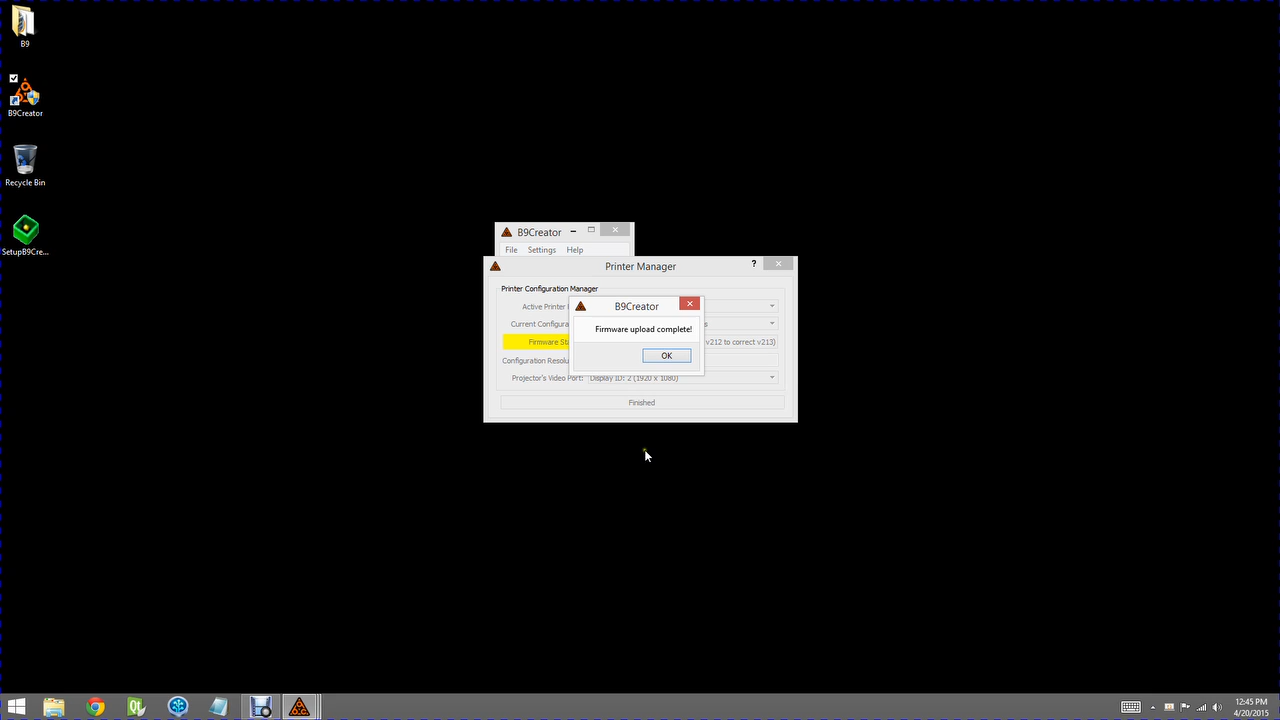 B9
B9Creator
Recycle Bin
SetupB9Cre...
B9Creator
File Settings Help
Printer Manager
?
Printer Configuration Manager
Active Printer
Current Configura
Firmware Sta
v212 to correct v213)
Configuration Resolu
Projector's Video Port: Display ID: 2 (1920 x 1080)
Finished
B9Creator
Firmware upload complete!
OK
12:45 PM
4/20/2015